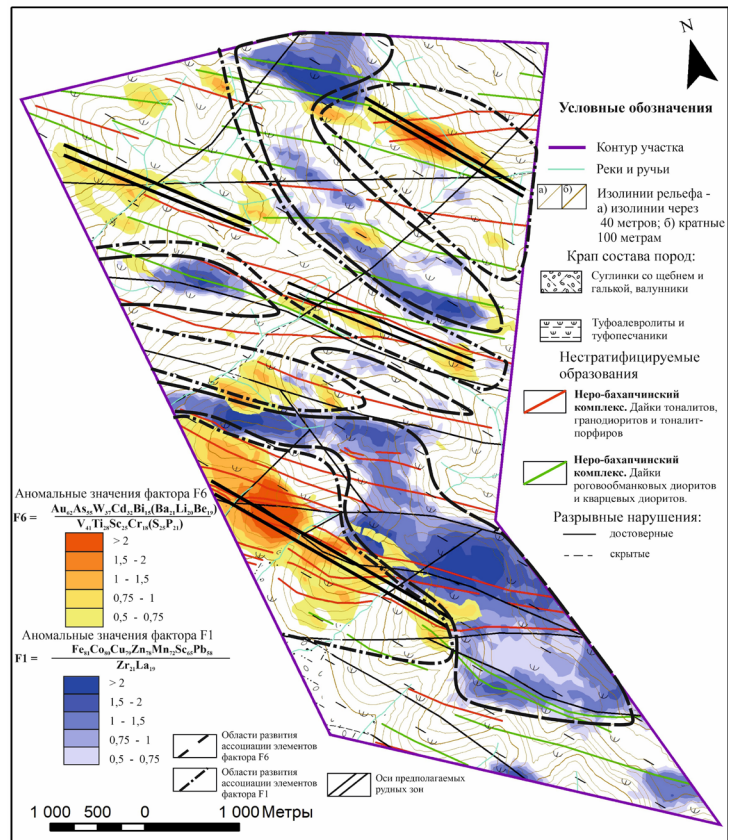 N
Условные обозначения
Контур участка
Реки и ручьи
а) б)
Изолинии рельефа -
а) изолинии через
40 метров; б) кратные
100 метрам
Крап состава пород:
Суглинки со щебнем и
галькой, валунники
Туфоалевролиты и
туфопесчаники
Нестратифицируемые
образования
Неро-бахапчинский
комплекс. Дайки тоналитов,
гранодиоритов и тоналит-
порфиров
Неро-бахапчинский
комплекс. Дайки
роговообманковых диоритов
и кварцевых диоритов.
Разрывные нарушения:
достоверные
скрытые
Аномальные значения фактора F6
F6 = Au62As55W37Cd32Bi15(Ba21Li20Be19)
V41Ti28Sc25Cr18(S25P21)
> 2
1,5 - 2
1 - 1,5
0,75 - 1
0,5 - 0,75
Аномальные значения фактора F1
F1 = Fe81Co80Cu79Zn78Mn72Sc65Pb58
Zr21La19
> 2
1,5 - 2
1 - 1,5
0,75 - 1
0,5 - 0,75
Области развития
ассоциации элементов
фактора F6
Области развития
ассоциации элементов
фактора F1
Оси предполагаемых
рудных зон
1 000 500 0 1 000 Метры